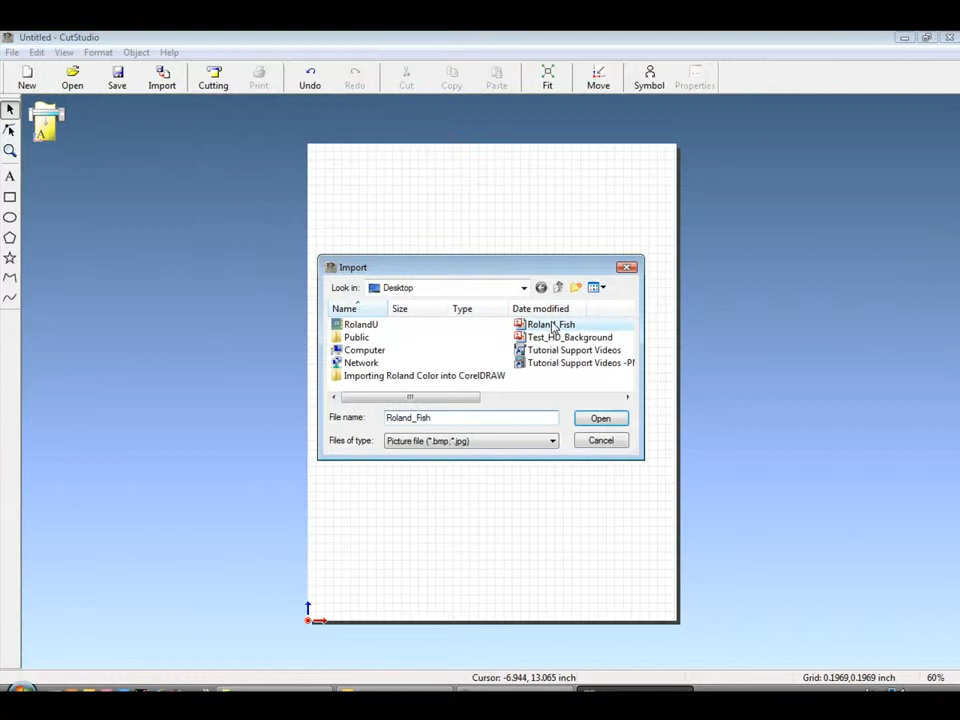 Untitled - CutStudio
File Edit View Format Object Help
New Open Save Import Cutting Print Undo Redo Cut Copy Paste Fit Move Symbol Properties
A
A
Import
Look in: Desktop
Name Size Type Date modified
RolandU
Public
Computer
Network
Importing Roland Color into CorelDRAW
Roland_Fish
Test_HD_Background
Tutorial Support Videos
Tutorial Support Videos -PM
File name: Roland_Fish Open
Files of type: Picture file (*.bmp;*.jpg) Cancel
Cursor: -6.944, 13.065 inch Grid: 0.1969,0.1969 inch 60%